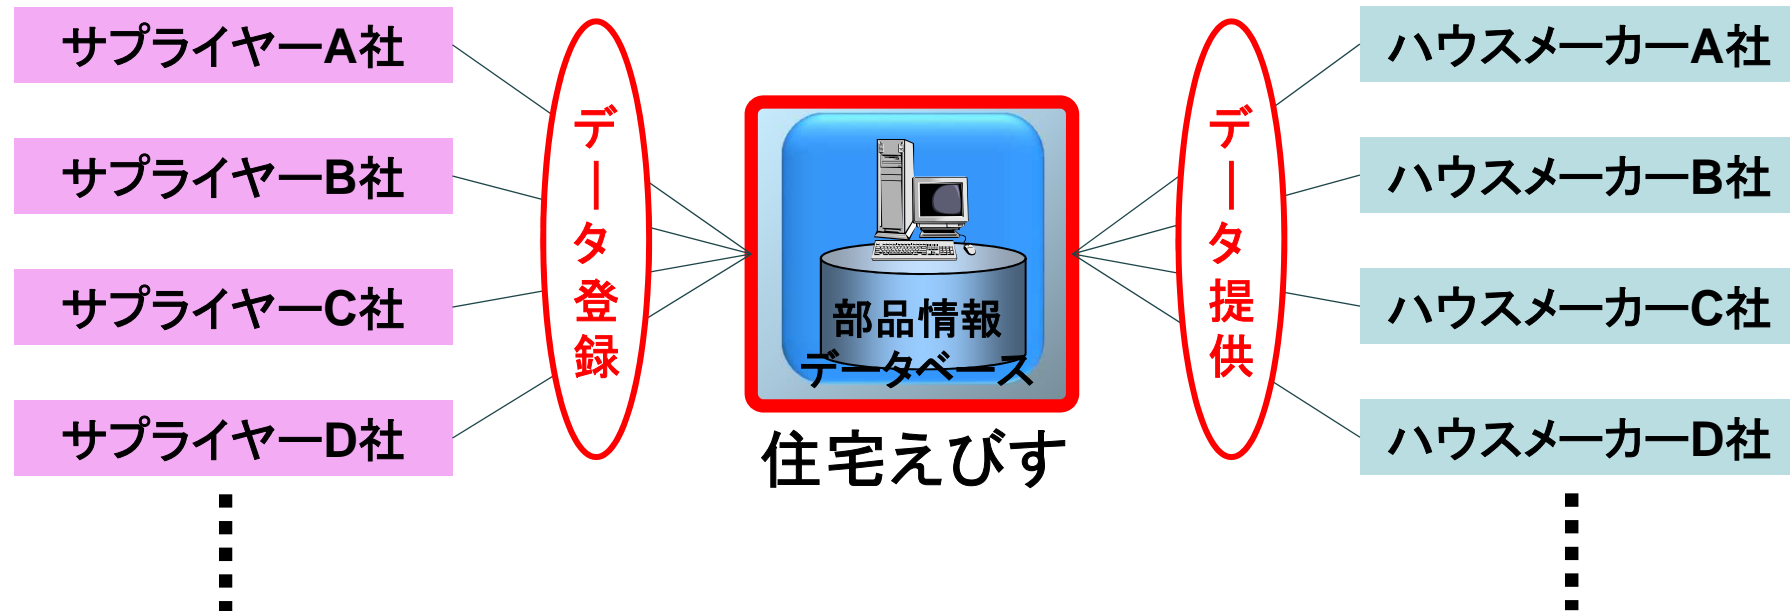 サプライヤーA社
サプライヤーB社
サプライヤーC社
サプライヤーD社
データ登録
部品情報
データベース
住宅えびす
データ提供
ハウスメーカーA社
ハウスメーカーB社
ハウスメーカーC社
ハウスメーカーD社